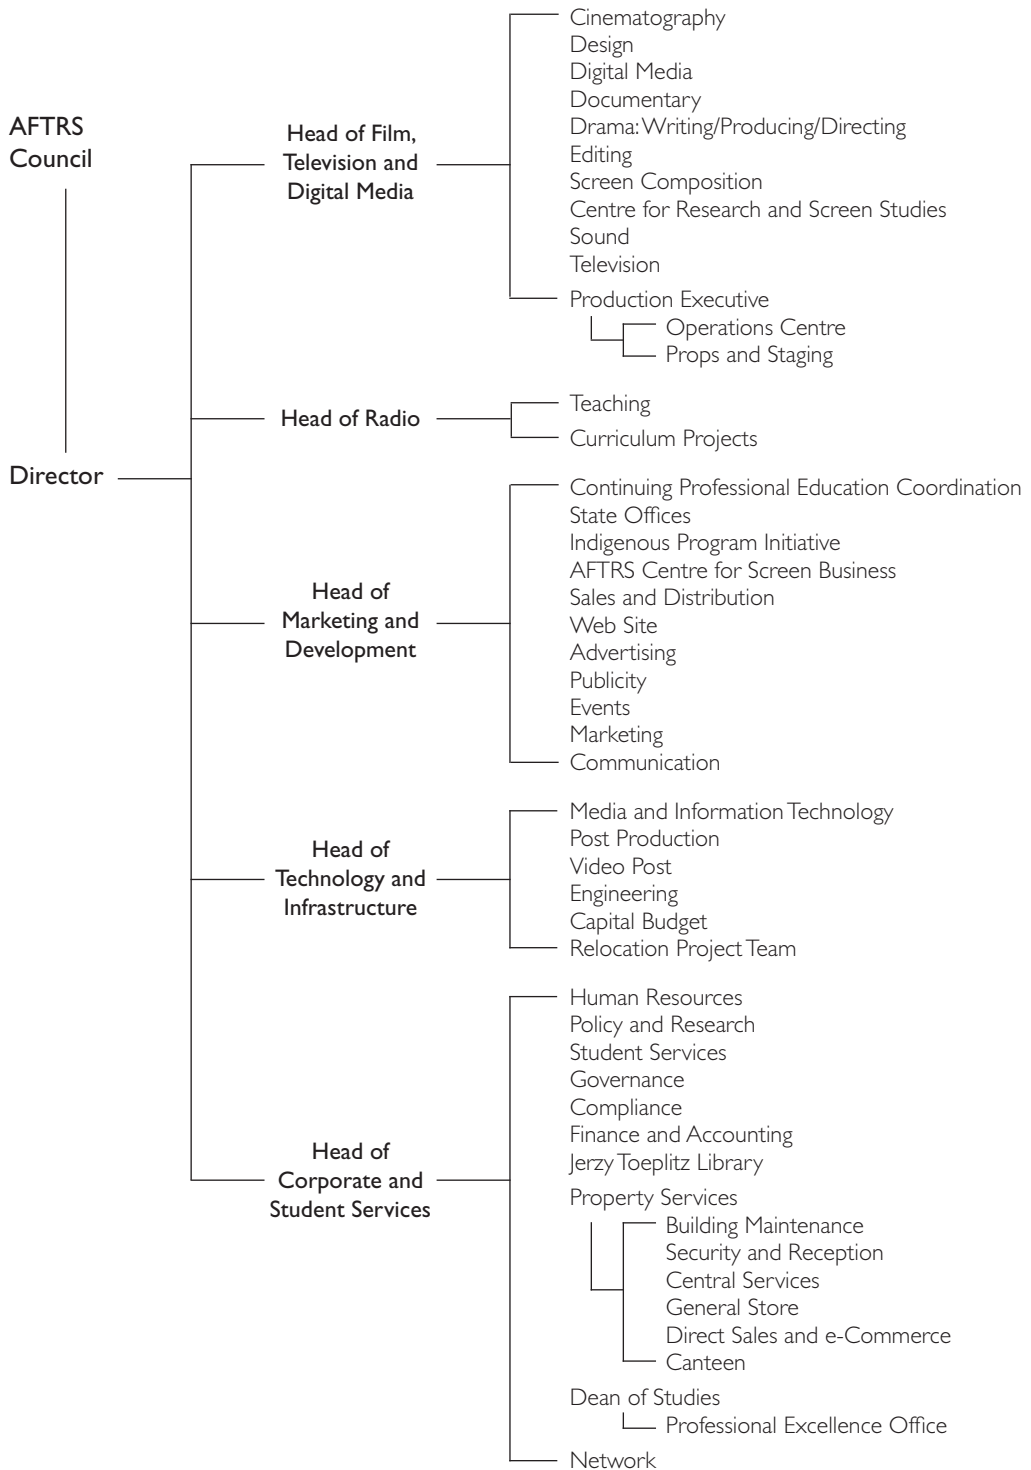 AFTRS
Council
Director
Head of Film,
Television and
Digital Media
Cinematography
Design
Digital Media
Documentary
Drama: Writing/Producing/Directing
Editing
Screen Composition
Centre for Research and Screen Studies
Sound
Television
Production Executive
Operations Centre
Props and Staging
Head of Radio
Teaching
Curriculum Projects
Head of
Marketing and
Development
Continuing Professional Education Coordination
State Offices
Indigenous Program Initiative
AFTRS Centre for Screen Business
Sales and Distribution
Web Site
Advertising
Publicity
Events
Marketing
Communication
Head of
Technology and
Infrastructure
Media and Information Technology
Post Production
Video Post
Engineering
Capital Budget
Relocation Project Team
Head of
Corporate and
Student Services
Human Resources
Policy and Research
Student Services
Governance
Compliance
Finance and Accounting
Jerzy Toeplitz Library
Property Services
Building Maintenance
Security and Reception
Central Services
General Store
Direct Sales and e-Commerce
Canteen
Dean of Studies
Professional Excellence Office
Network